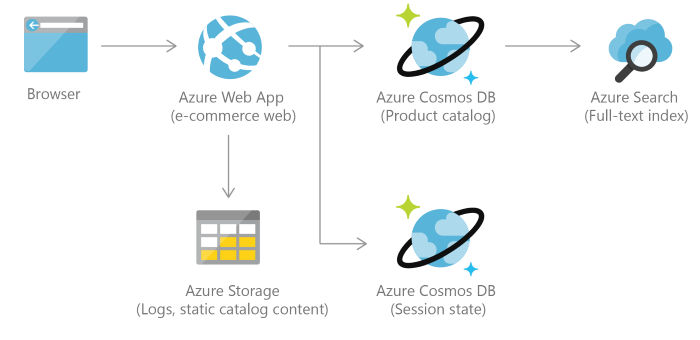 Browser
Azure Web App
(e-commerce web)
Azure Cosmos DB
(Product catalog)
Azure Search
(Full-text index)
Azure Storage
(Logs, static catalog content)
Azure Cosmos DB
(Session state)